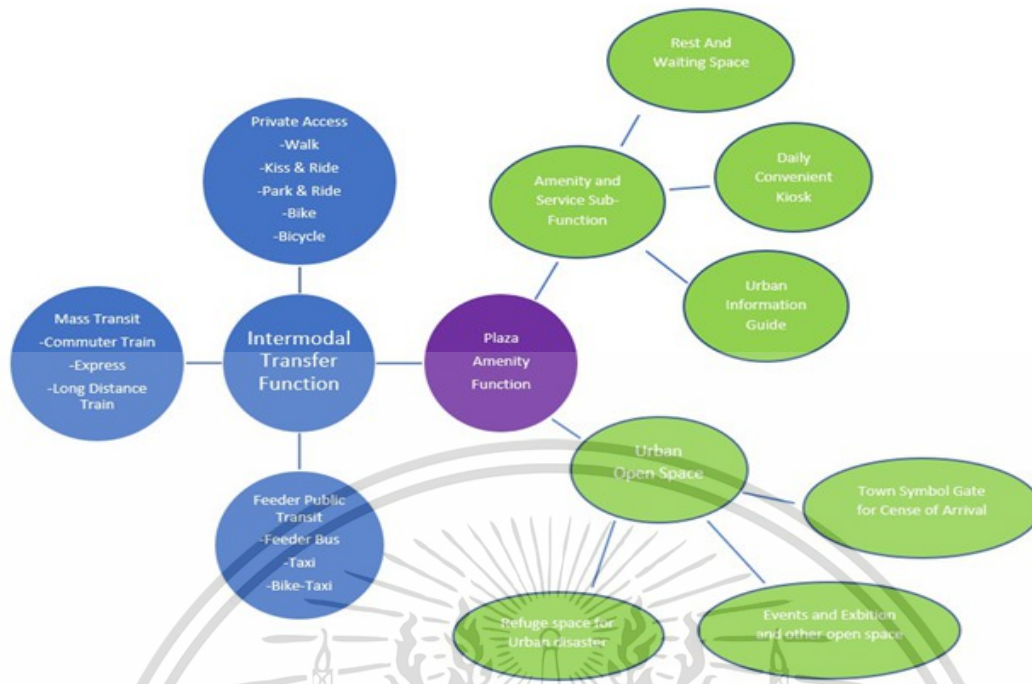 Rest And
Waiting Space
Private Access
-Walk
-Kiss & Ride
-Park & Ride
-Bike
-Bicycle
Amenity and
Service Sub-
Function
Daily
Convenient
Kiosk
Urban
Information
Guide
Mass Transit
-Commuter Train
-Express
-Long Distance
Train
Intermodal
Transfer
Function
Plaza
Amenity
Function
Urban
Open Space
Town Symbol Gate
for Cense of Arrival
Feeder Public
Transit
-Feeder Bus
-Taxi
-Bike-Taxi
Refuge space for
Urban disaster
Events and Exbition
and other open space